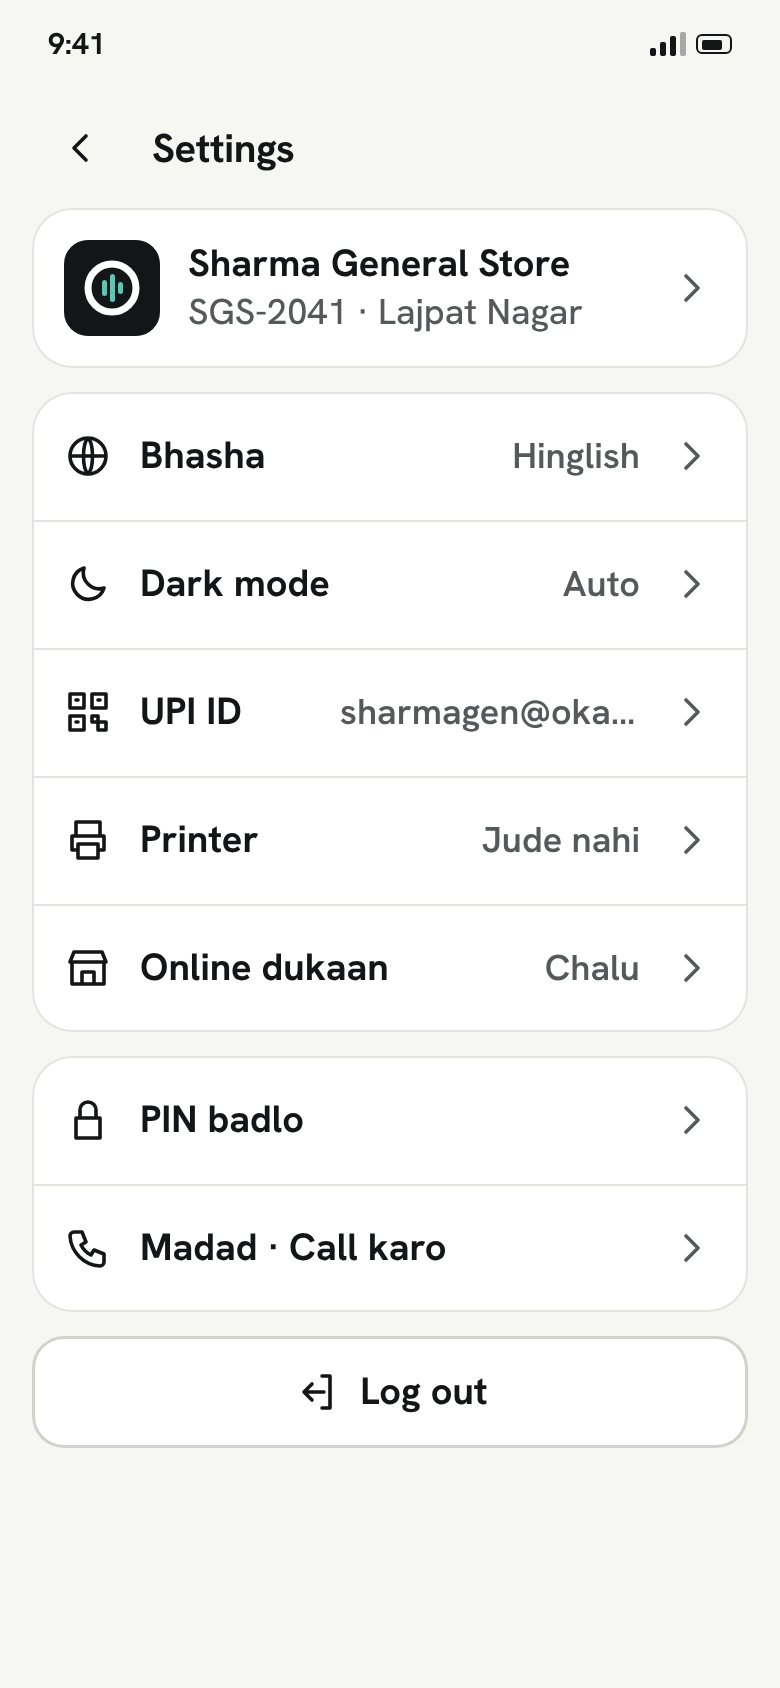 9:41
Settings
Sharma General Store
SGS-2041 · Lajpat Nagar
Bhasha Hinglish
Dark mode Auto
UPI ID sharmagen@oka...
Printer Jude nahi
Online dukaan Chalu
PIN badlo
Madad · Call karo
Log out